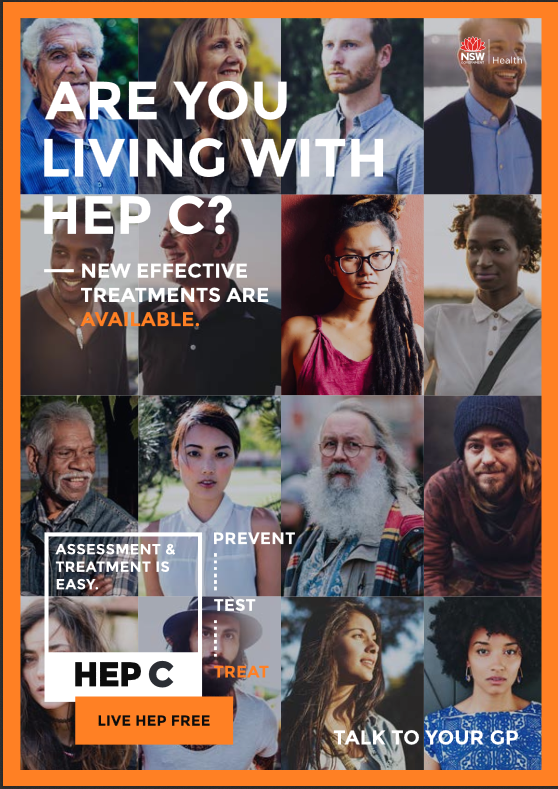 NSW
GOVERNMENT
Health
ARE YOU
LIVING WITH
HEP C?
NEW EFFECTIVE
TREATMENTS ARE
AVAILABLE.
ASSESSMENT &
TREATMENT IS
EASY.
PREVENT
TEST
TREAT
HEP C
LIVE HEP FREE
TALK TO YOUR GP